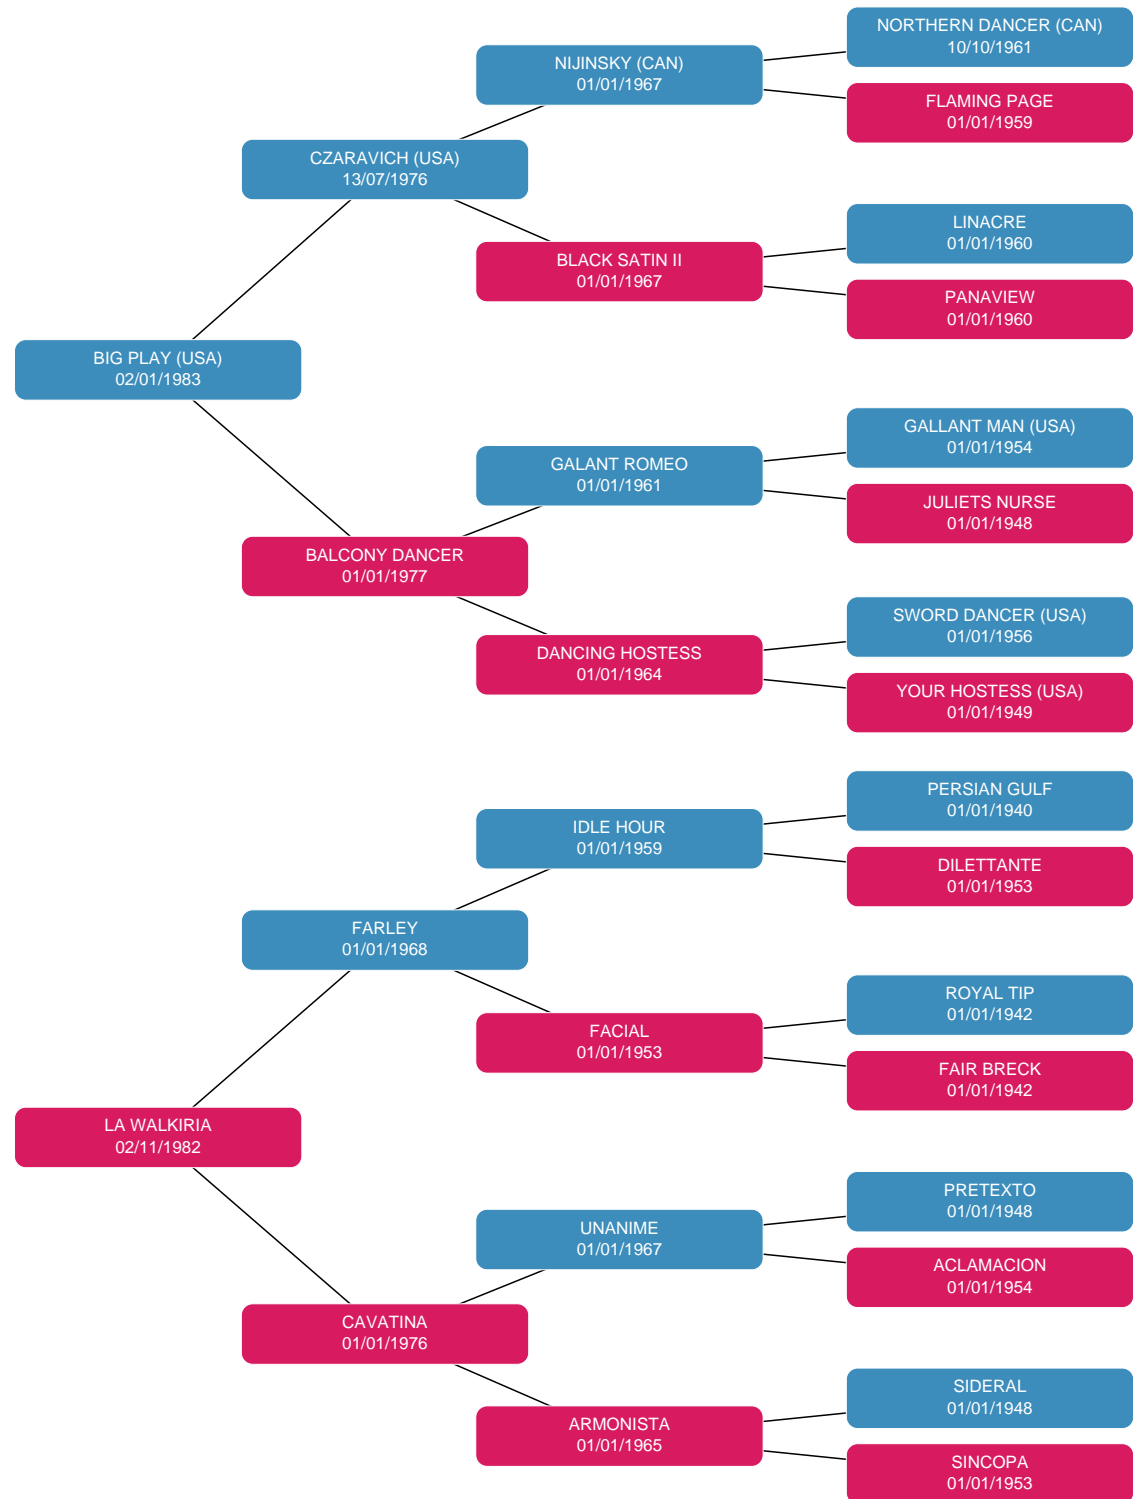 NORTHERN DANCER (CAN)
10/10/1961
NIJINSKY (CAN)
01/01/1967
FLAMING PAGE
01/01/1959
CZARAVICH (USA)
13/07/1976
LINACRE
01/01/1960
BLACK SATIN II
01/01/1967
PANAVIEW
01/01/1960
BIG PLAY (USA)
02/01/1983
GALLANT MAN (USA)
01/01/1954
GALANT ROMEO
01/01/1961
JULIETS NURSE
01/01/1948
BALCONY DANCER
01/01/1977
SWORD DANCER (USA)
01/01/1956
DANCING HOSTESS
01/01/1964
YOUR HOSTESS (USA)
01/01/1949
PERSIAN GULF
01/01/1940
IDLE HOUR
01/01/1959
DILETTANTE
01/01/1953
FARLEY
01/01/1968
ROYAL TIP
01/01/1942
FACIAL
01/01/1953
FAIR BRECK
01/01/1942
LA WALKIRIA
02/11/1982
PRETEXTO
01/01/1948
UNANIME
01/01/1967
ACLAMACION
01/01/1954
CAVATINA
01/01/1976
SIDERAL
01/01/1948
ARMONISTA
01/01/1965
SINCOPA
01/01/1953